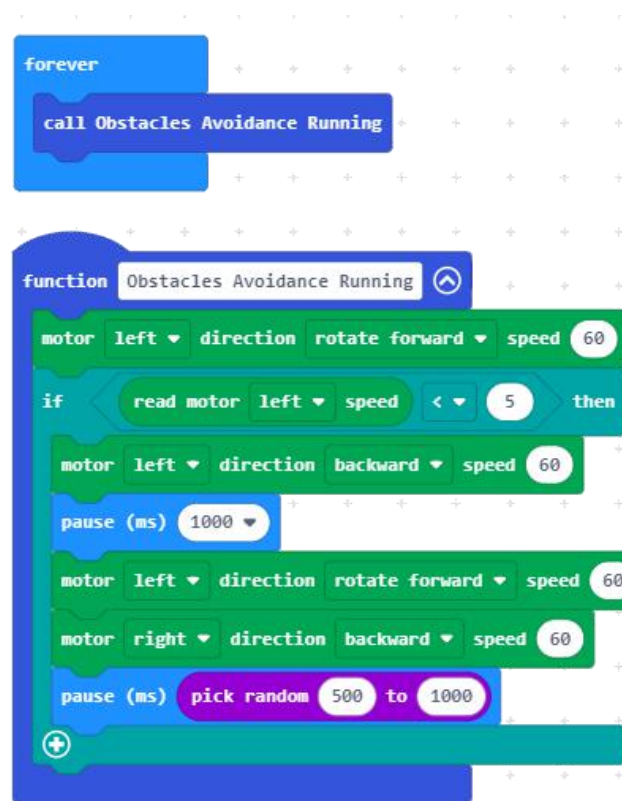 forever
call Obstacles Avoidance Running
function Obstacles Avoidance Running
motor left direction rotate forward speed 60
if read motor left speed < 5 then
motor left direction backward speed 60
pause (ms) 1000
motor left direction rotate forward speed 60
motor right direction backward speed 60
pause (ms) pick random 500 to 1000